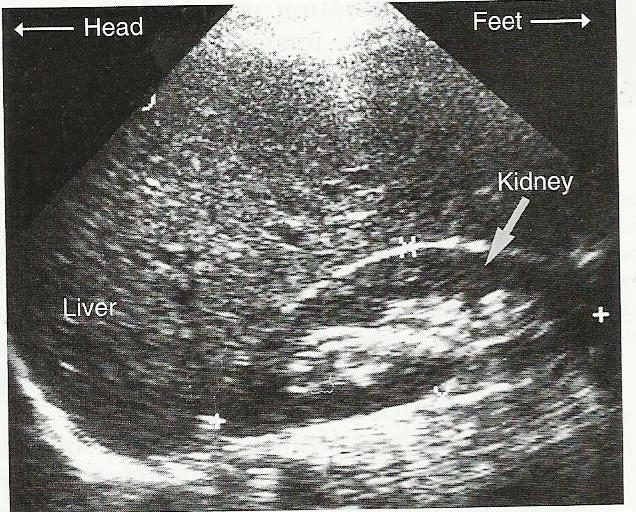 ← Head
Feet →
Kidney
Liver